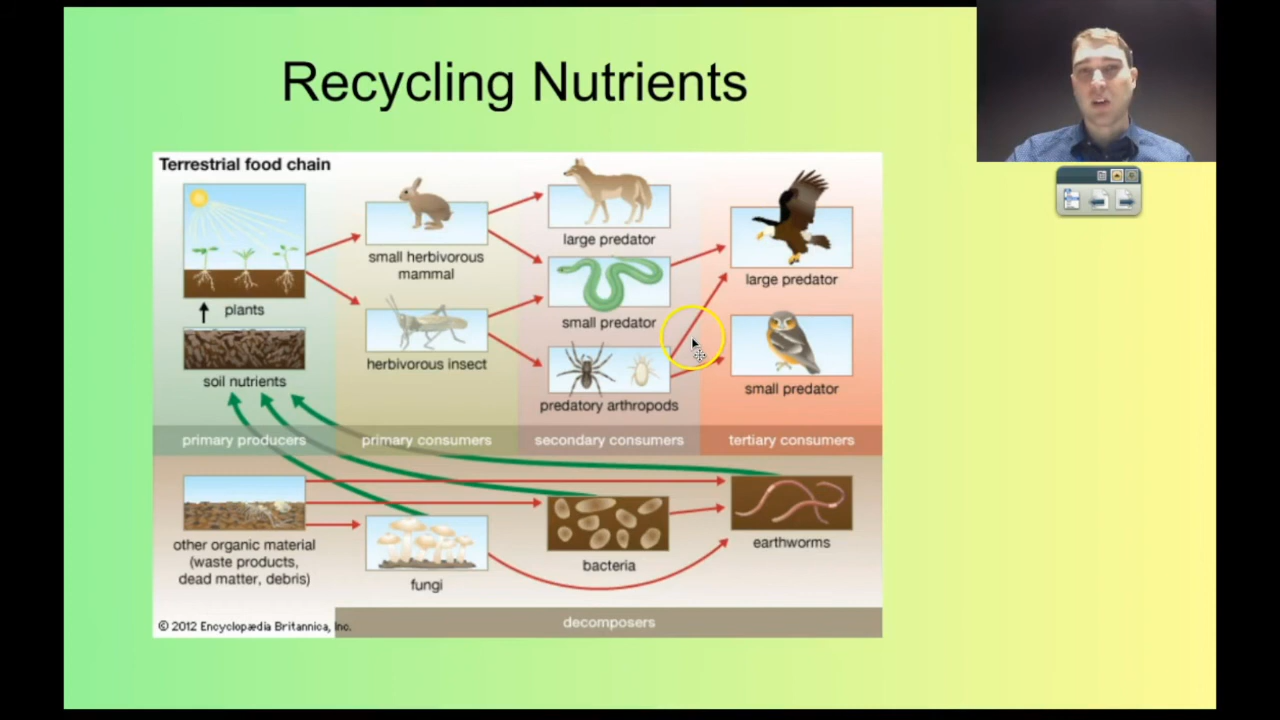 Recycling Nutrients
Terrestrial food chain
plants
soil nutrients
primary producers
small herbivorous
mammal
herbivorous insect
primary consumers
large predator
small predator
predatory arthropods
secondary consumers
large predator
small predator
tertiary consumers
other organic material
(waste products,
dead matter, debris)
fungi
bacteria
earthworms
© 2012 Encyclopædia Britannica, Inc.
decomposers